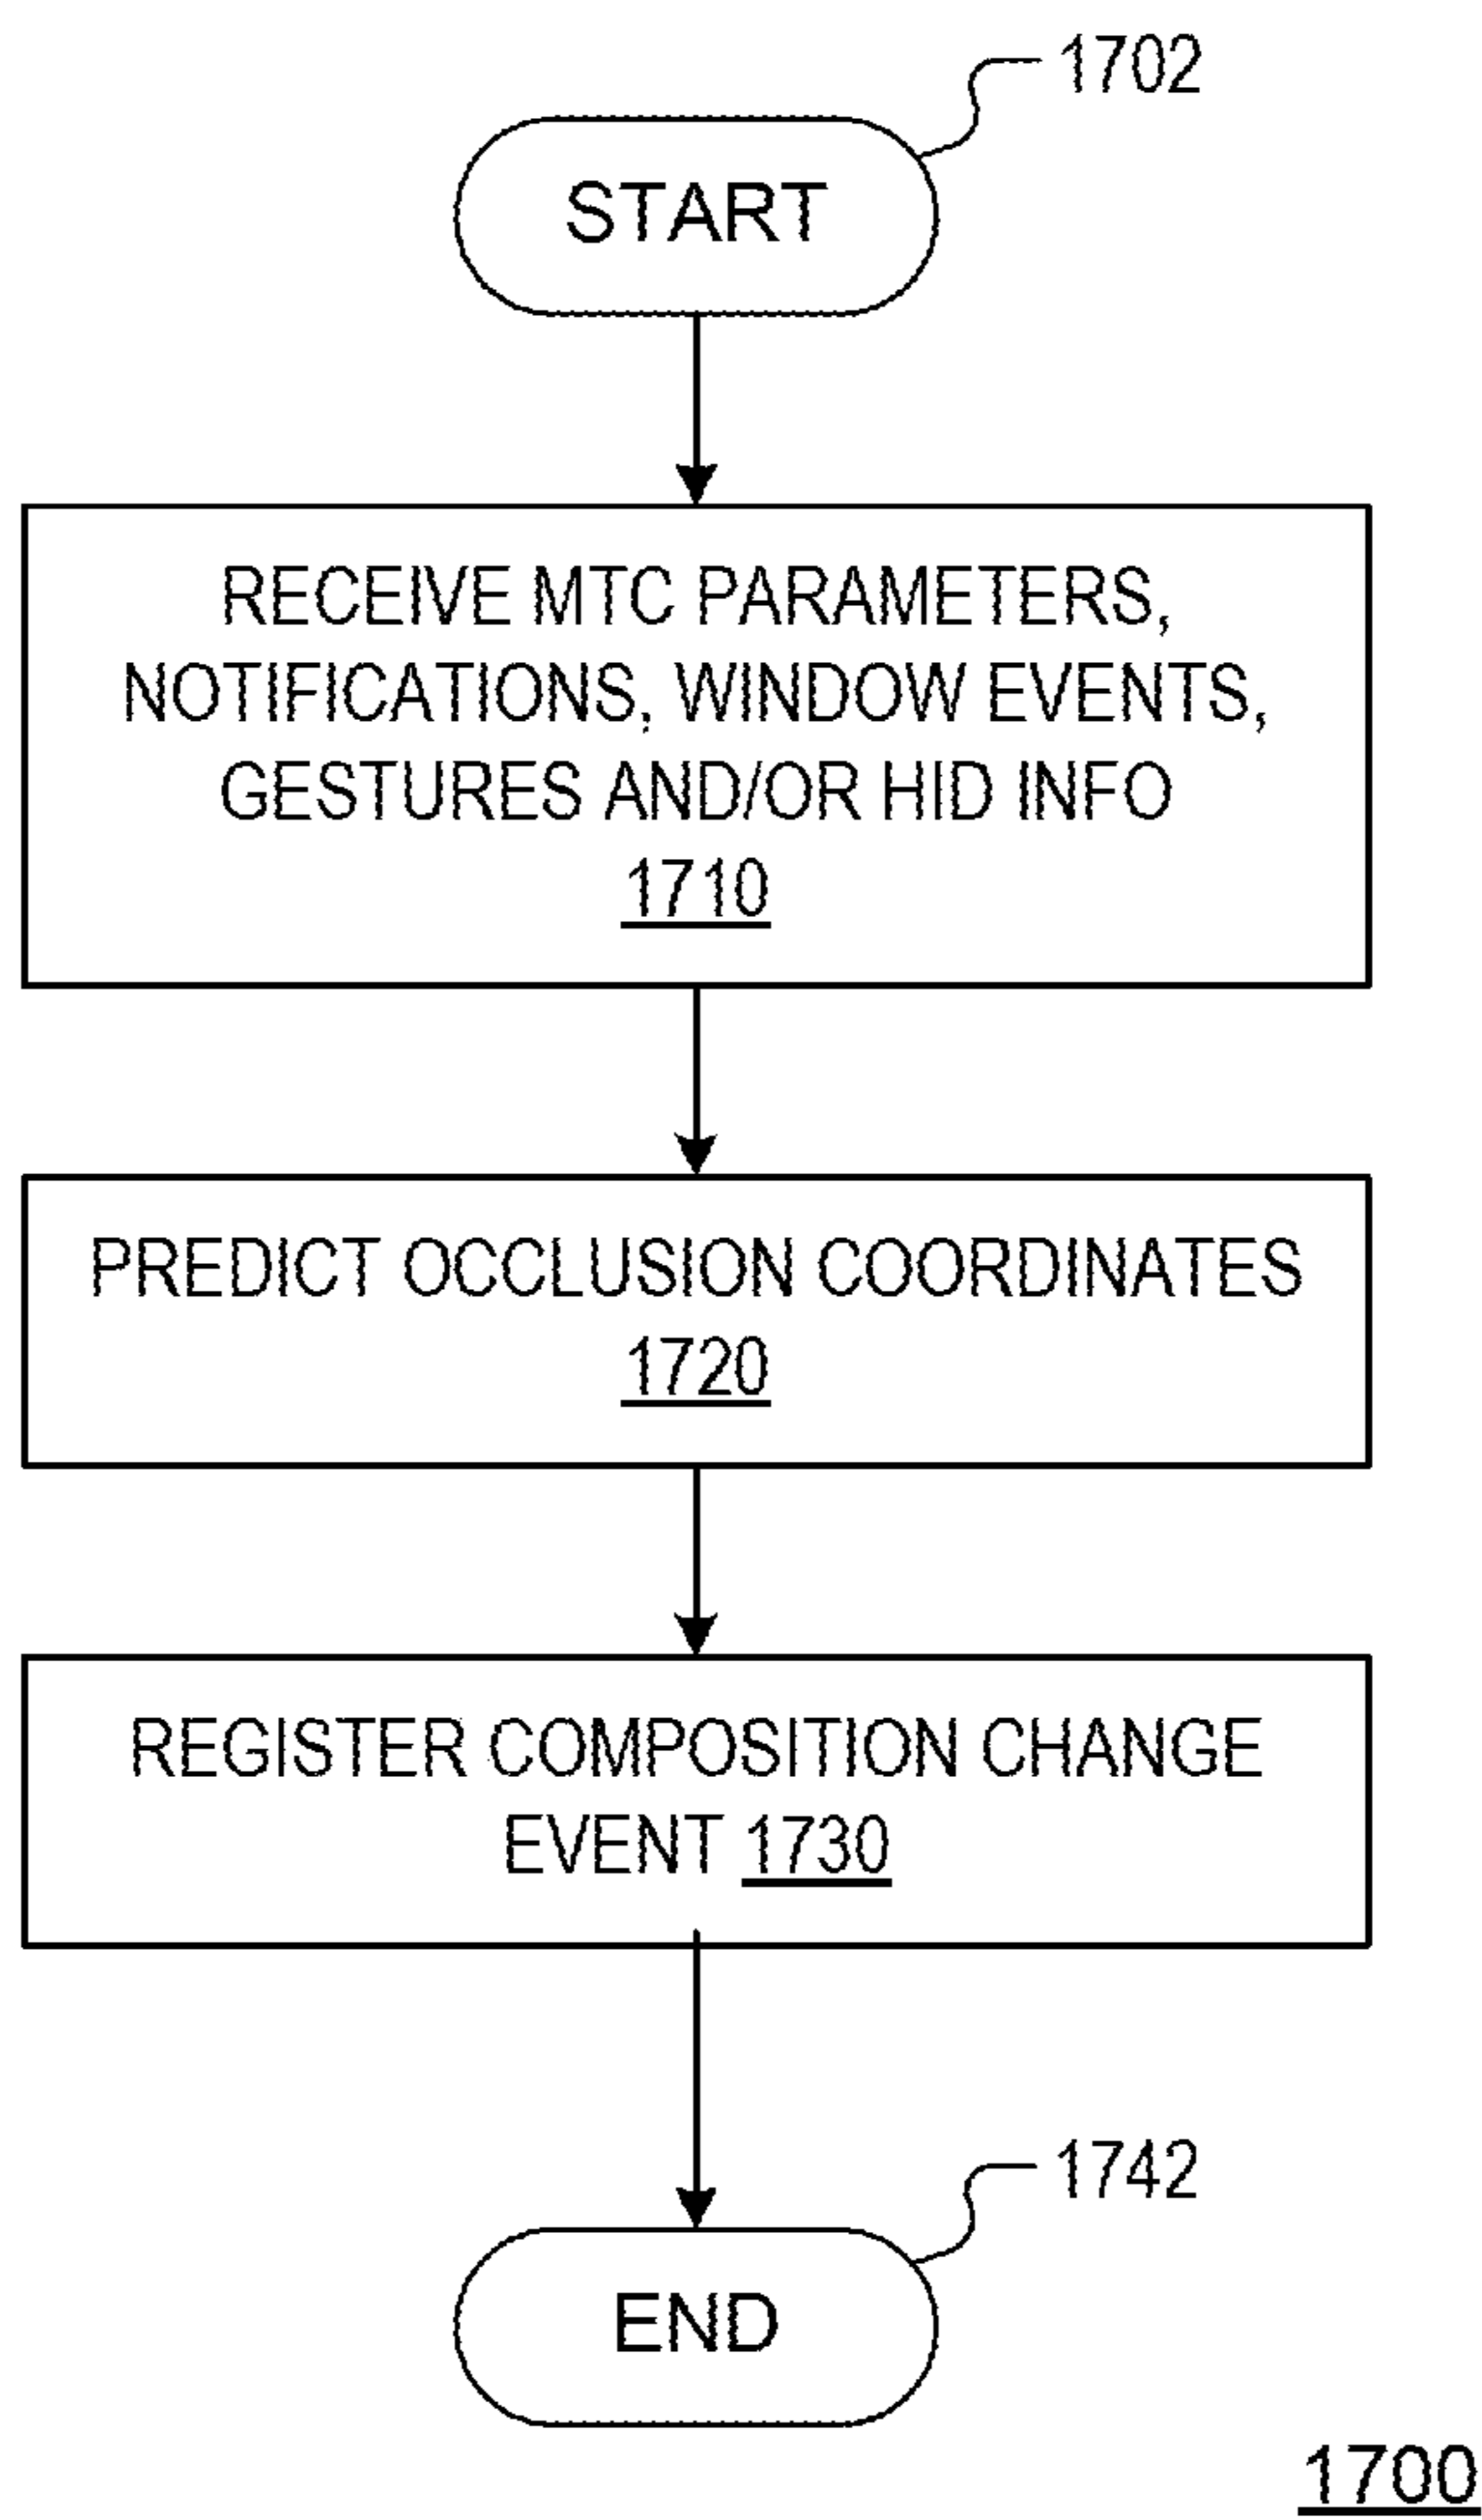 1702
START
RECEIVE MTC PARAMETERS,
NOTIFICATIONS, WINDOW EVENTS,
GESTURES AND/OR HID INFO
1710
PREDICT OCCLUSION COORDINATES
1720
REGISTER COMPOSITION CHANGE
EVENT 1730
1742
END
1700